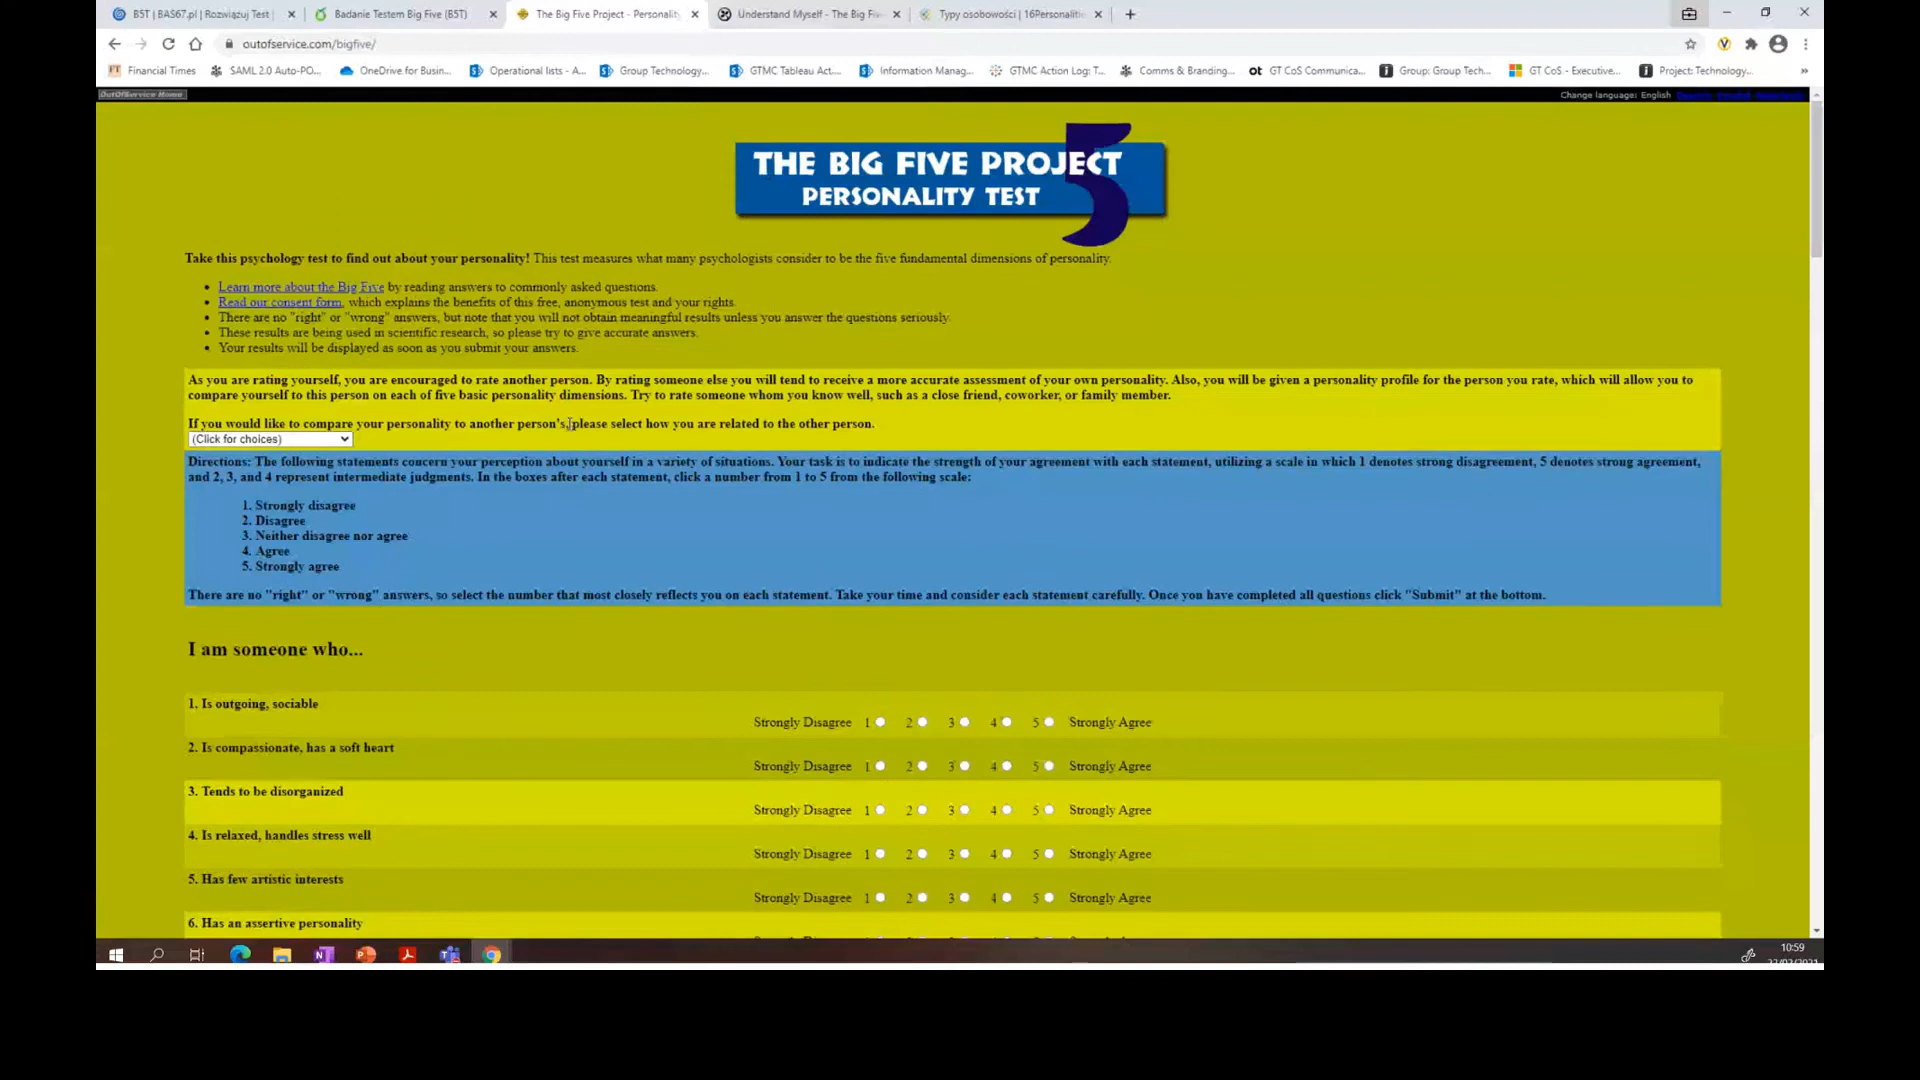 B5T | BAS67.pl | Rozwiązuj Test
Badanie Testem Big Five (B5T)
The Big Five Project - Personality
Understand Myself - The Big Fiv
Typy osobowości | 16Personalitie
outofservice.com/bigfive/
Financial Times
SAML 2.0 Auto-PO...
OneDrive for Busin...
Operational lists - A...
Group Technology...
GTMC Tableau Act...
Information Manag...
GTMC Action Log: T...
Comms & Branding...
GT CoS Communica...
Group: Group Tech...
GT CoS - Executive...
Project: Technology...
OutOfService Home
Change language: English
THE BIG FIVE PROJECT
5
PERSONALITY TEST
Take this psychology test to find out about your personality! This test measures what many psychologists consider to be the five fundamental dimensions of personality.
Learn more about the Big Five by reading answers to commonly asked questions.
Read our consent form, which explains the benefits of this free, anonymous test and your rights.
There are no "right" or "wrong" answers, but note that you will not obtain meaningful results unless you answer the questions seriously.
These results are being used in scientific research, so please try to give accurate answers.
Your results will be displayed as soon as you submit your answers.
As you are rating yourself, you are encouraged to rate another person. By rating someone else you will tend to receive a more accurate assessment of your own personality. Also, you will be given a personality profile for the person you rate, which will allow you to
compare yourself to this person on each of five basic personality dimensions. Try to rate someone whom you know well, such as a close friend, coworker, or family member.
If you would like to compare your personality to another person's, please select how you are related to the other person.
(Click for choices)
Directions: The following statements concern your perception about yourself in a variety of situations. Your task is to indicate the strength of your agreement with each statement, utilizing a scale in which 1 denotes strong disagreement, 5 denotes strong agreement,
and 2, 3, and 4 represent intermediate judgments. In the boxes after each statement, click a number from 1 to 5 from the following scale:
1. Strongly disagree
2. Disagree
3. Neither disagree nor agree
4. Agree
5. Strongly agree
There are no "right" or "wrong" answers, so select the number that most closely reflects you on each statement. Take your time and consider each statement carefully. Once you have completed all questions click "Submit" at the bottom.
I am someone who...
1. Is outgoing, sociable
Strongly Disagree 1 2 3 4 5 Strongly Agree
2. Is compassionate, has a soft heart
Strongly Disagree 1 2 3 4 5 Strongly Agree
3. Tends to be disorganized
Strongly Disagree 1 2 3 4 5 Strongly Agree
4. Is relaxed, handles stress well
Strongly Disagree 1 2 3 4 5 Strongly Agree
5. Has few artistic interests
Strongly Disagree 1 2 3 4 5 Strongly Agree
6. Has an assertive personality
10:59